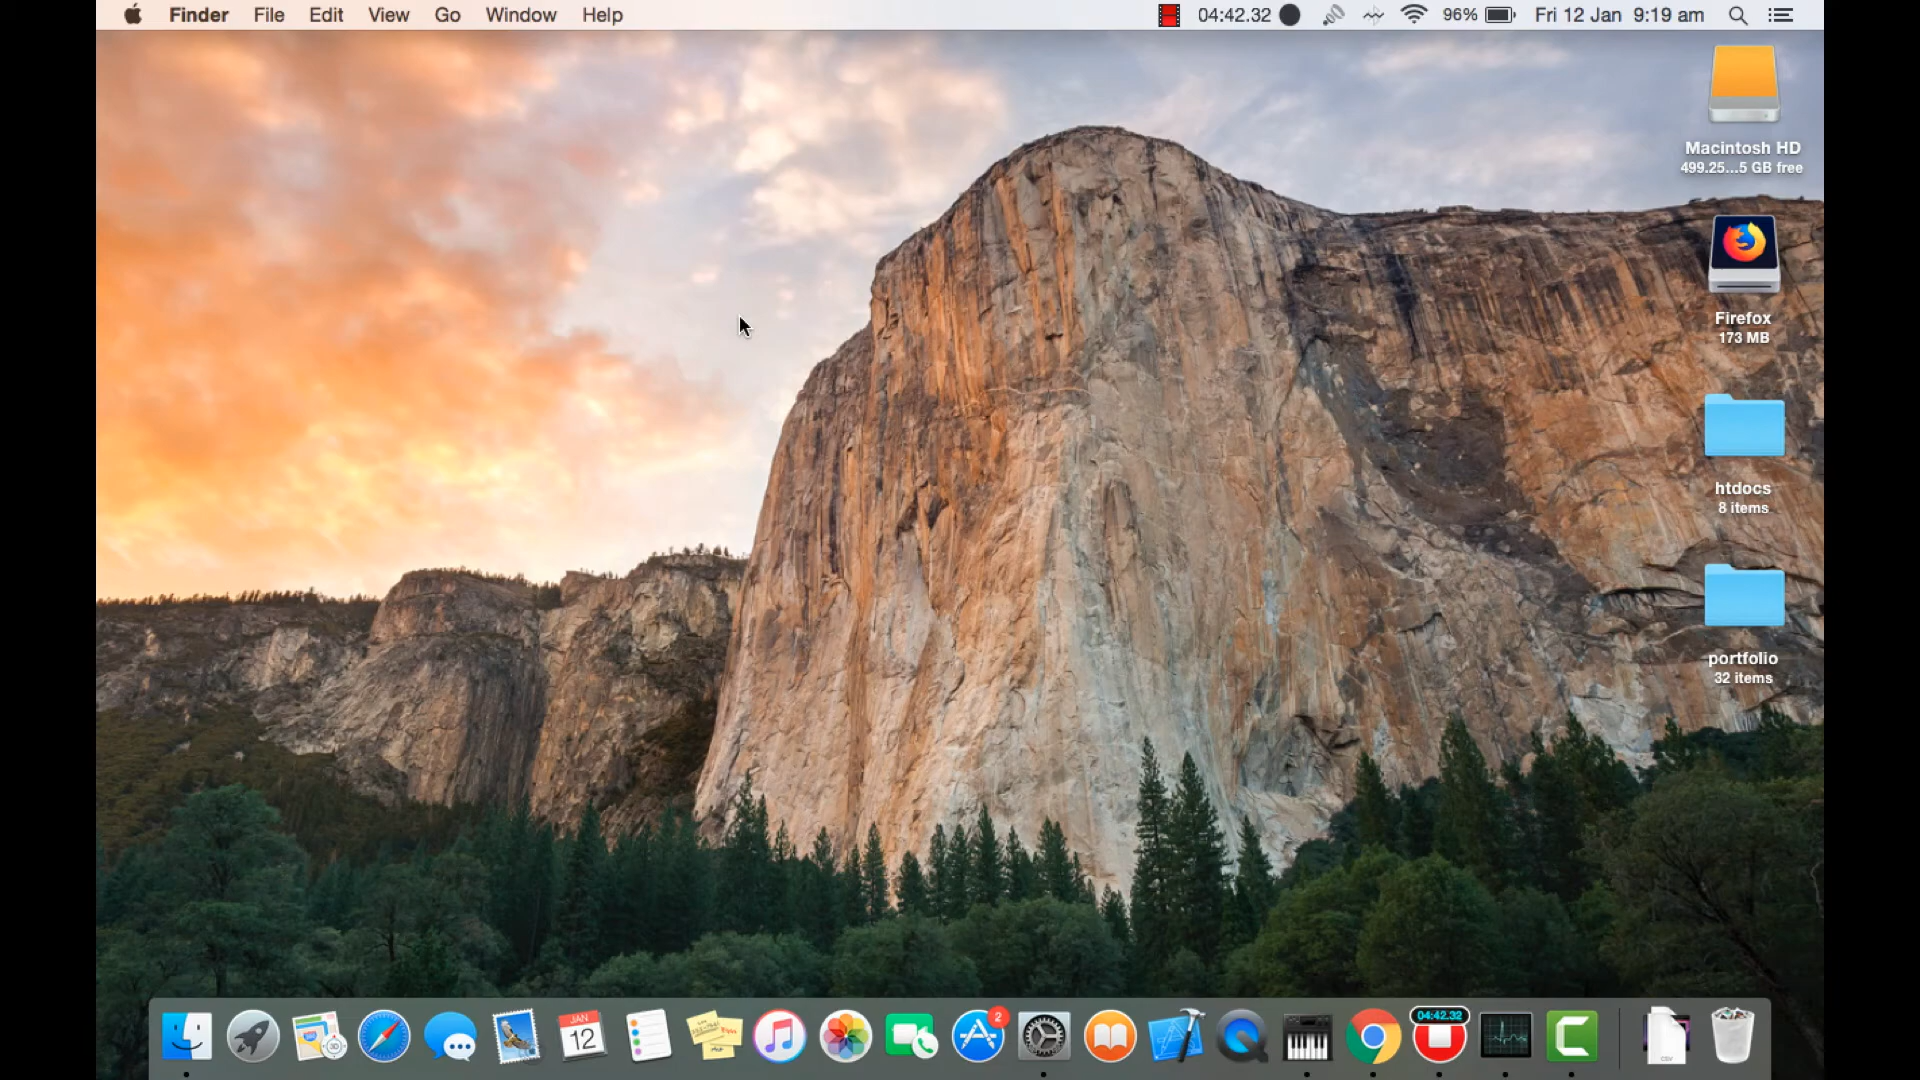 Finder File Edit View Go Window Help 04:42.32 96% Fri 12 Jan 9:19 am
Macintosh HD
499.25...5 GB free
Firefox
173 MB
htdocs
8 items
portfolio
32 items
JAN
12
3D
2
04:42.32
CSV